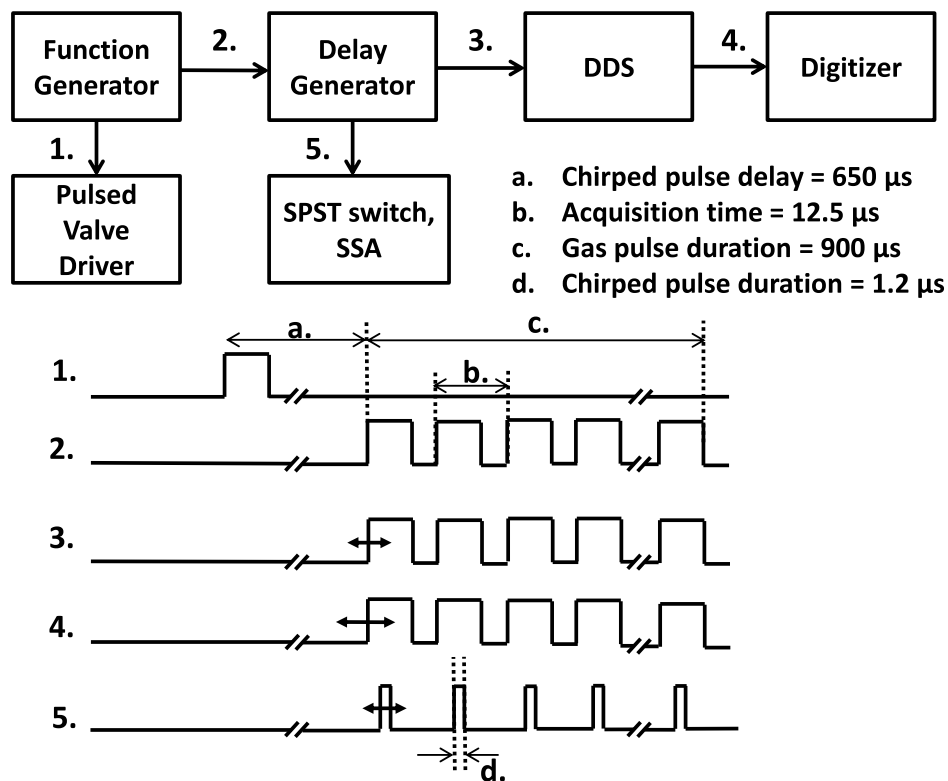 Function
Generator
2.
Delay
Generator
3.
DDS
4.
Digitizer
1.
5.
Pulsed
Valve
Driver
SPST switch,
SSA
a. Chirped pulse delay = 650 µs
b. Acquisition time = 12.5 µs
c. Gas pulse duration = 900 µs
d. Chirped pulse duration = 1.2 µs
a.
c.
1.
b.
2.
3.
4.
5.
d.